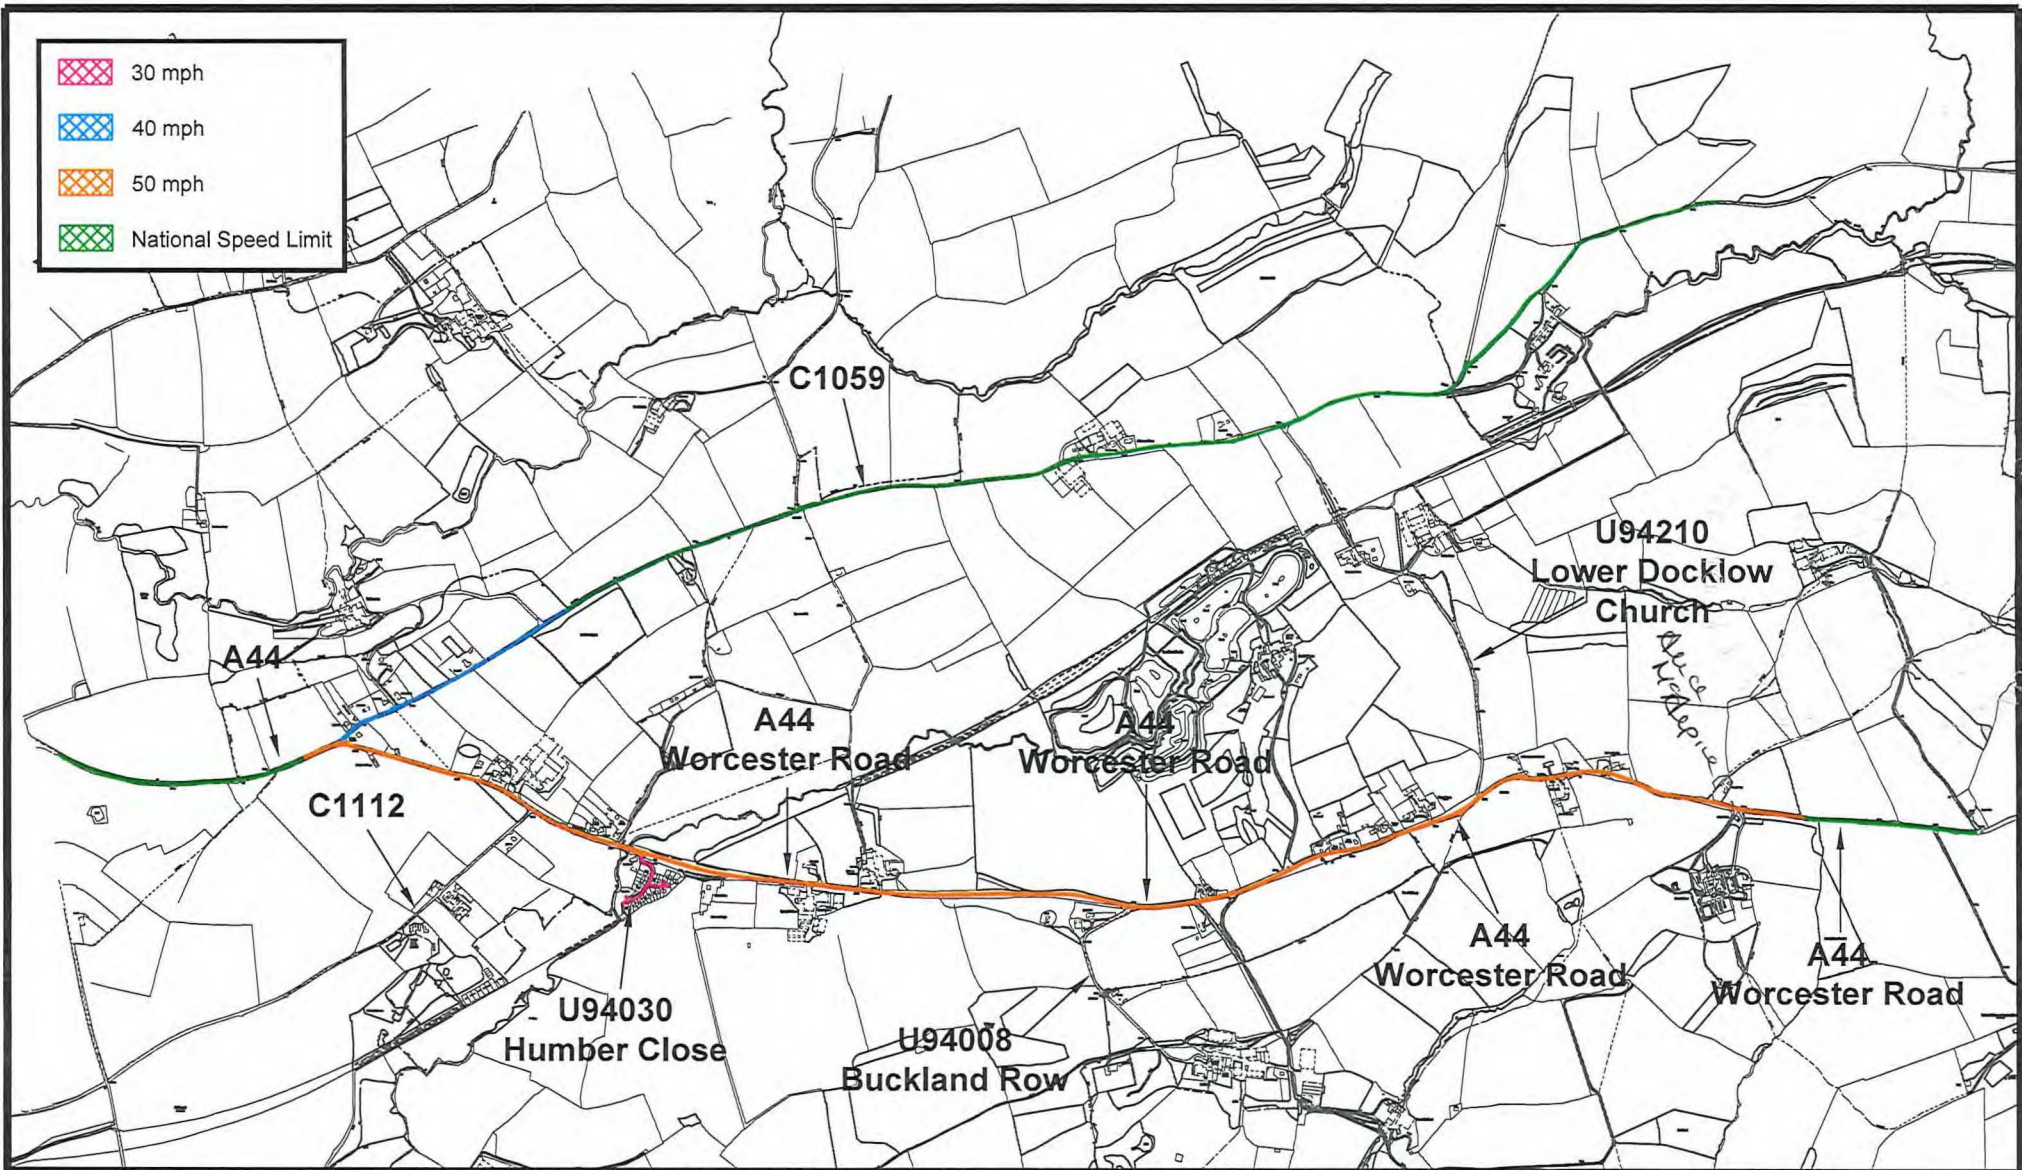 30 mph
40 mph
50 mph
National Speed Limit
C1059
U94210
Lower Docklow
Church
A44
A44
Worcester Road
A44
Worcester Road
C1112
A44
Worcester Road
A44
Worcester Road
U94030
Humber Close
U94008
Buckland Row